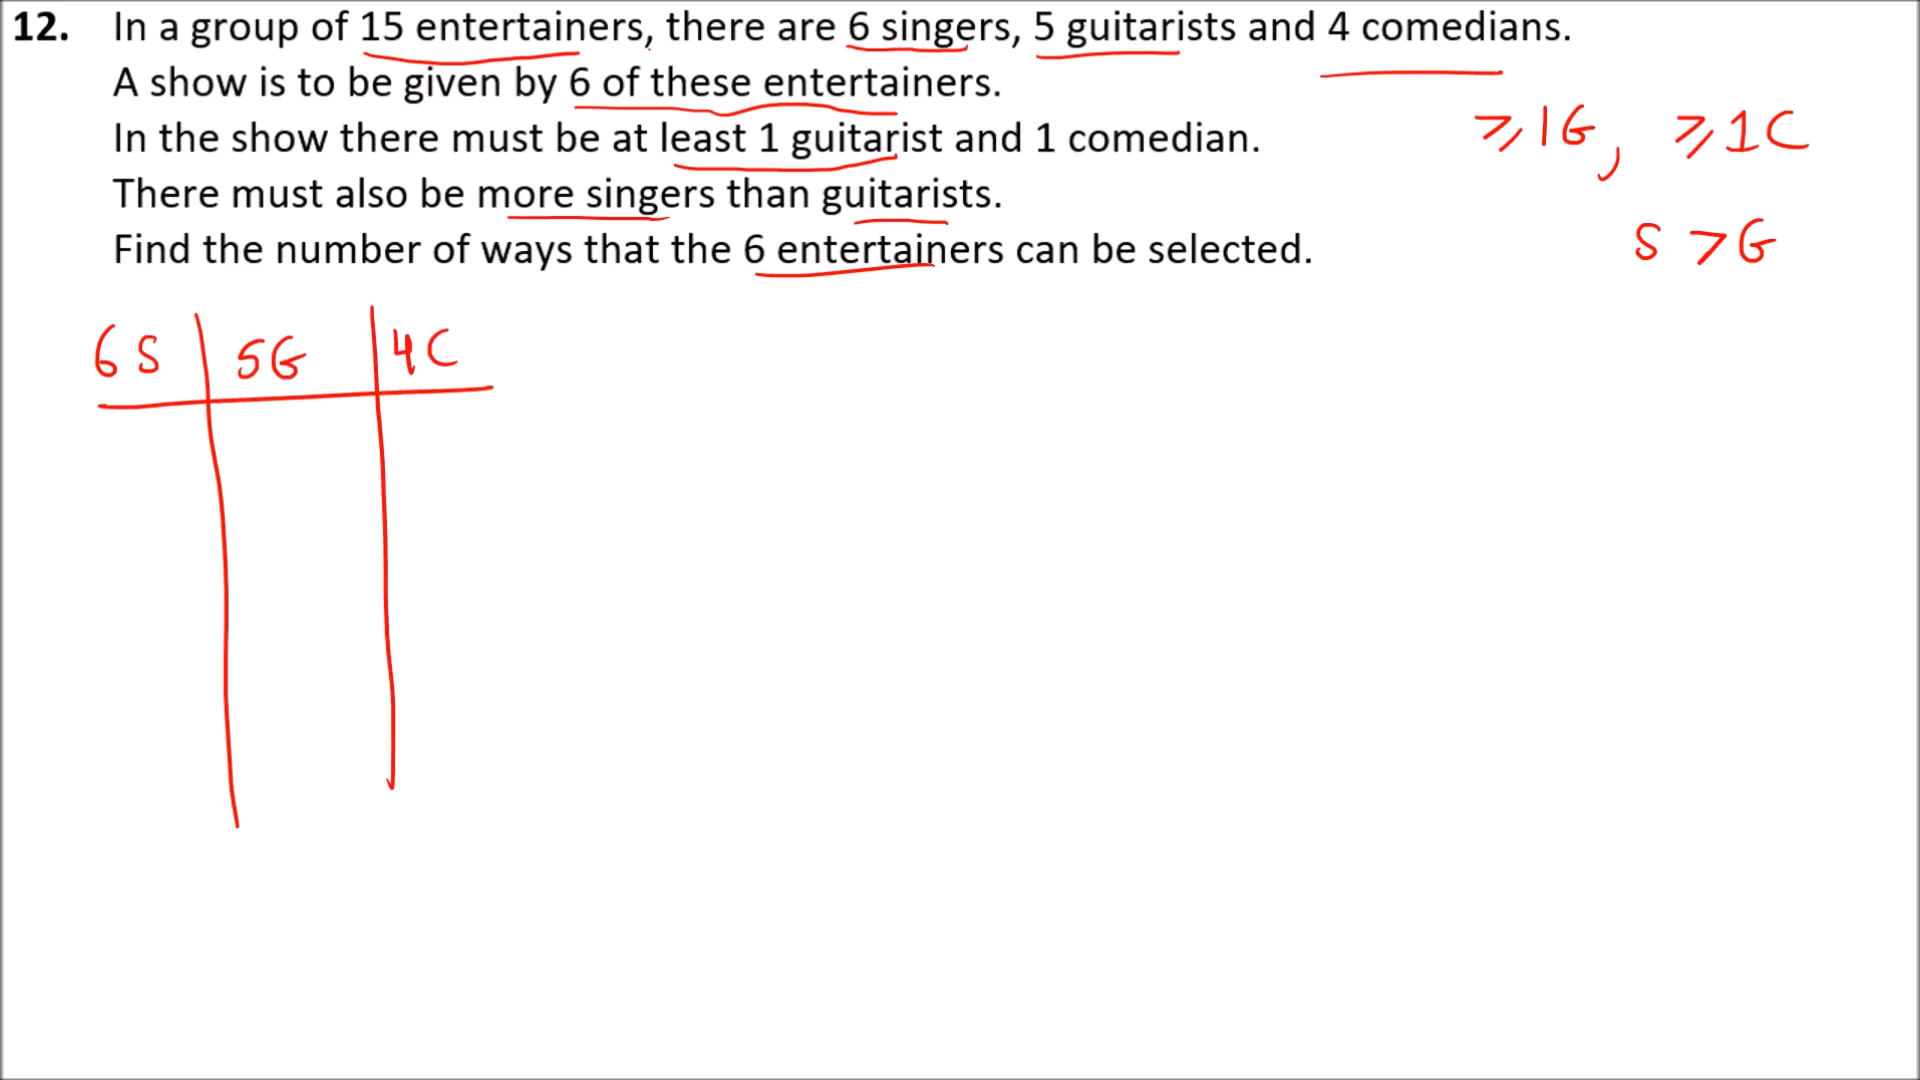 12. In a group of 15 entertainers, there are 6 singers, 5 guitarists and 4 comedians.
A show is to be given by 6 of these entertainers.
In the show there must be at least 1 guitarist and 1 comedian.
There must also be more singers than guitarists.
Find the number of ways that the 6 entertainers can be selected.
⩾1G, ⩾1C
S > G
6S 5G 4C